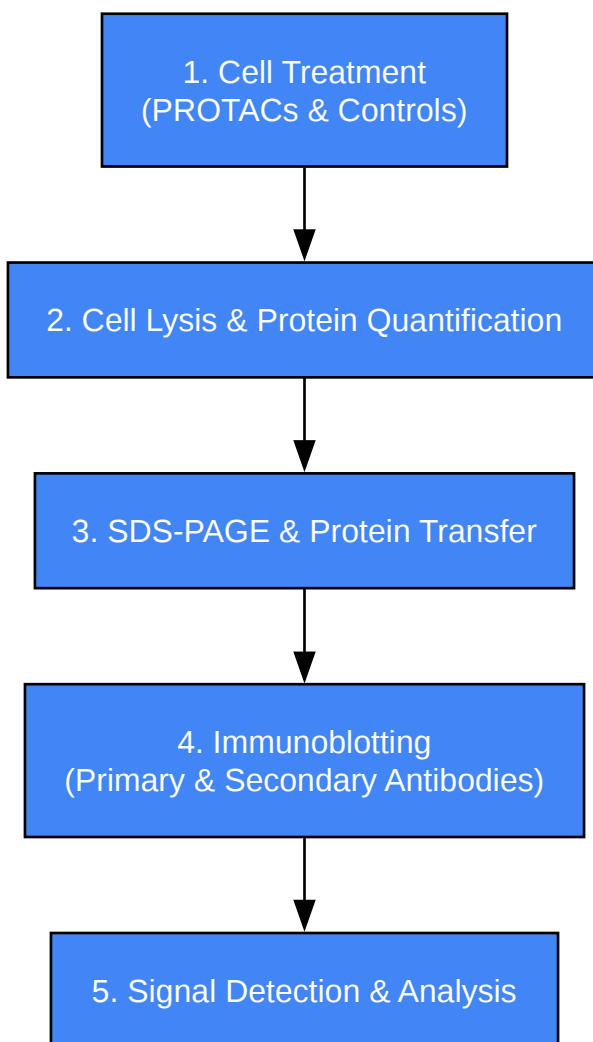 1. Cell Treatment
(PROTACs & Controls)
2. Cell Lysis & Protein Quantification
3. SDS-PAGE & Protein Transfer
4. Immunoblotting
(Primary & Secondary Antibodies)
5. Signal Detection & Analysis